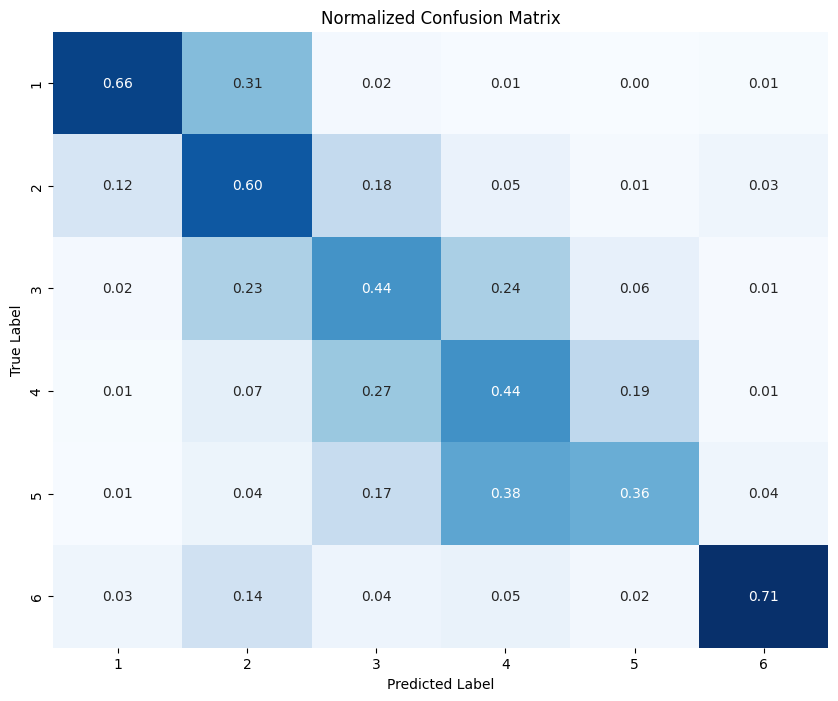 Normalized Confusion Matrix
True Label
1 0.66 0.31 0.02 0.01 0.00 0.01
2 0.12 0.60 0.18 0.05 0.01 0.03
3 0.02 0.23 0.44 0.24 0.06 0.01
4 0.01 0.07 0.27 0.44 0.19 0.01
5 0.01 0.04 0.17 0.38 0.36 0.04
6 0.03 0.14 0.04 0.05 0.02 0.71
1 2 3 4 5 6
Predicted Label